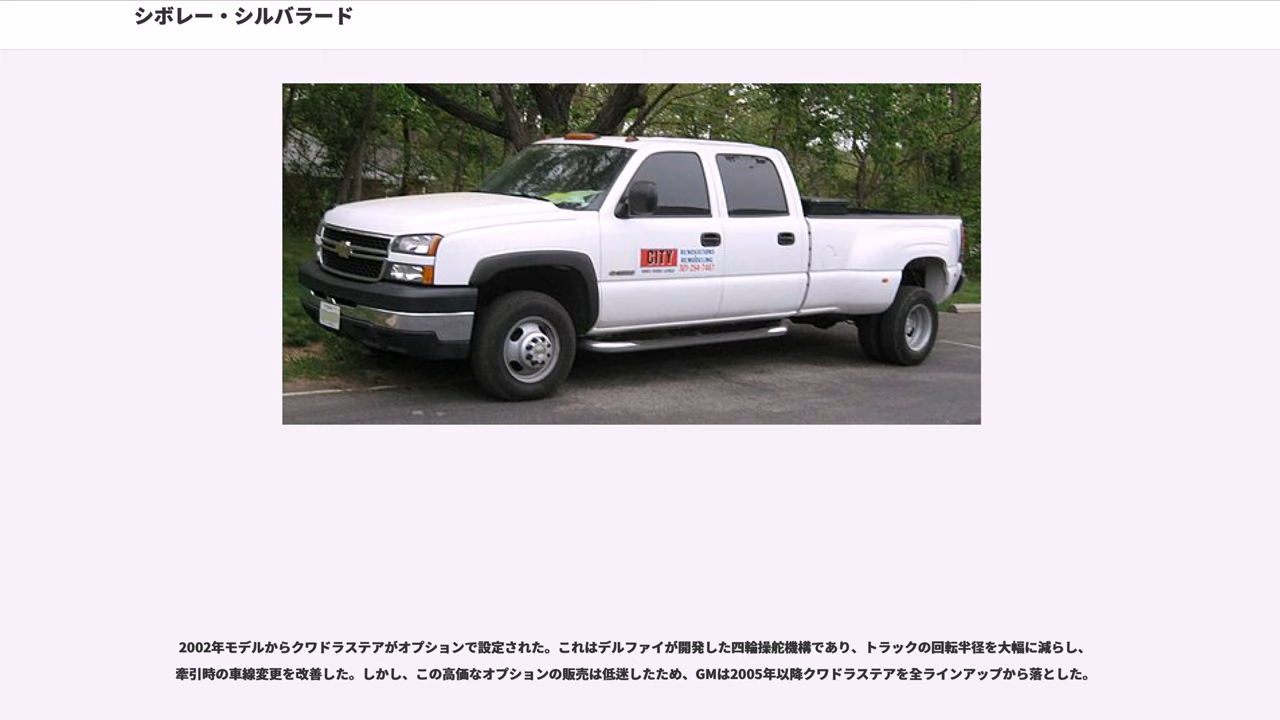 シボレー・シルバラード
CITY
RENOVATIONS
&
REMODELING
301-294-7467
2002年モデルからクワドラステアがオプションで設定された。これはデルファイが開発した四輪操舵機構であり、トラックの回転半径を大幅に減らし、
牽引時の車線変更を改善した。しかし、この高価なオプションの販売は低迷したため、GMは2005年以降クワドラステアを全ラインアップから落とした。